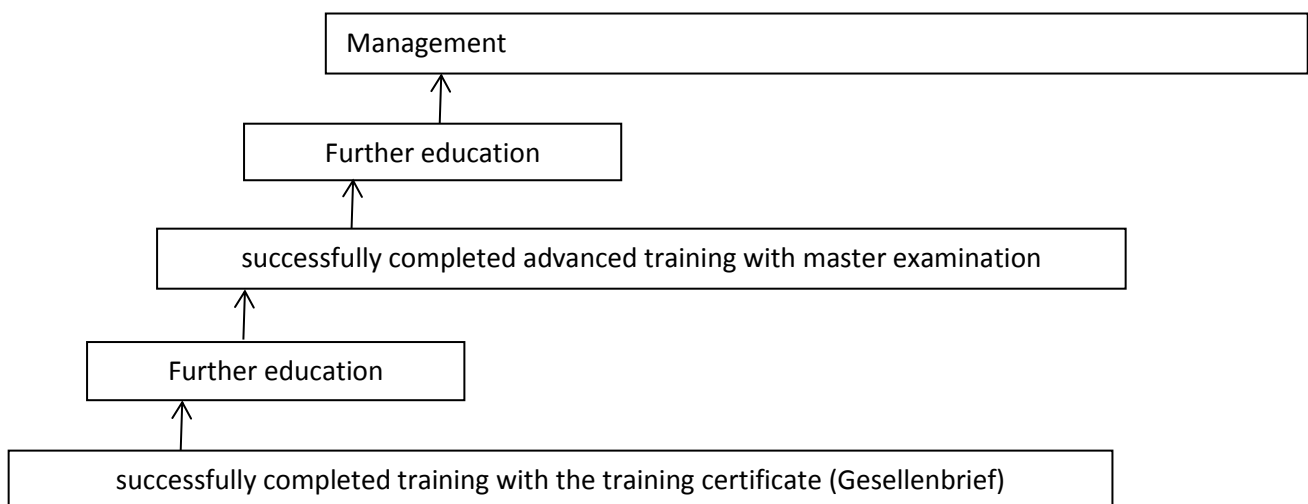 Management
Further education
successfully completed advanced training with master examination
Further education
successfully completed training with the training certificate (Gesellenbrief)